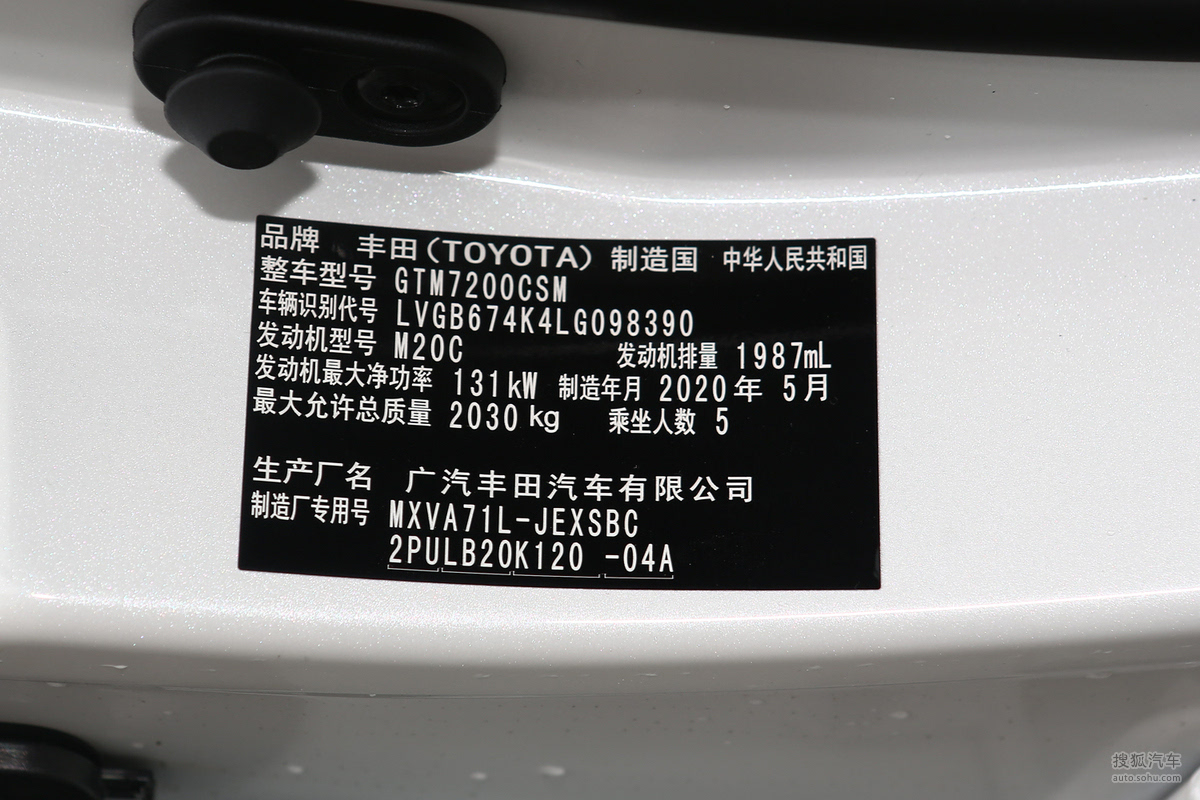 品牌 丰田(TOYOTA) 制造国 中华人民共和国
整车型号 GTM7200CSM
车辆识别代号 LVGB674K4LG098390
发动机型号 M20C 发动机排量 1987mL
发动机最大净功率 131kW 制造年月 2020年 5月
最大允许总质量 2030kg 乘坐人数 5
生产厂名 广汽丰田汽车有限公司
制造厂专用号 MXVA71L-JEXSBC
2PULB20K120 -04A
搜狐汽车
auto.sohu.com